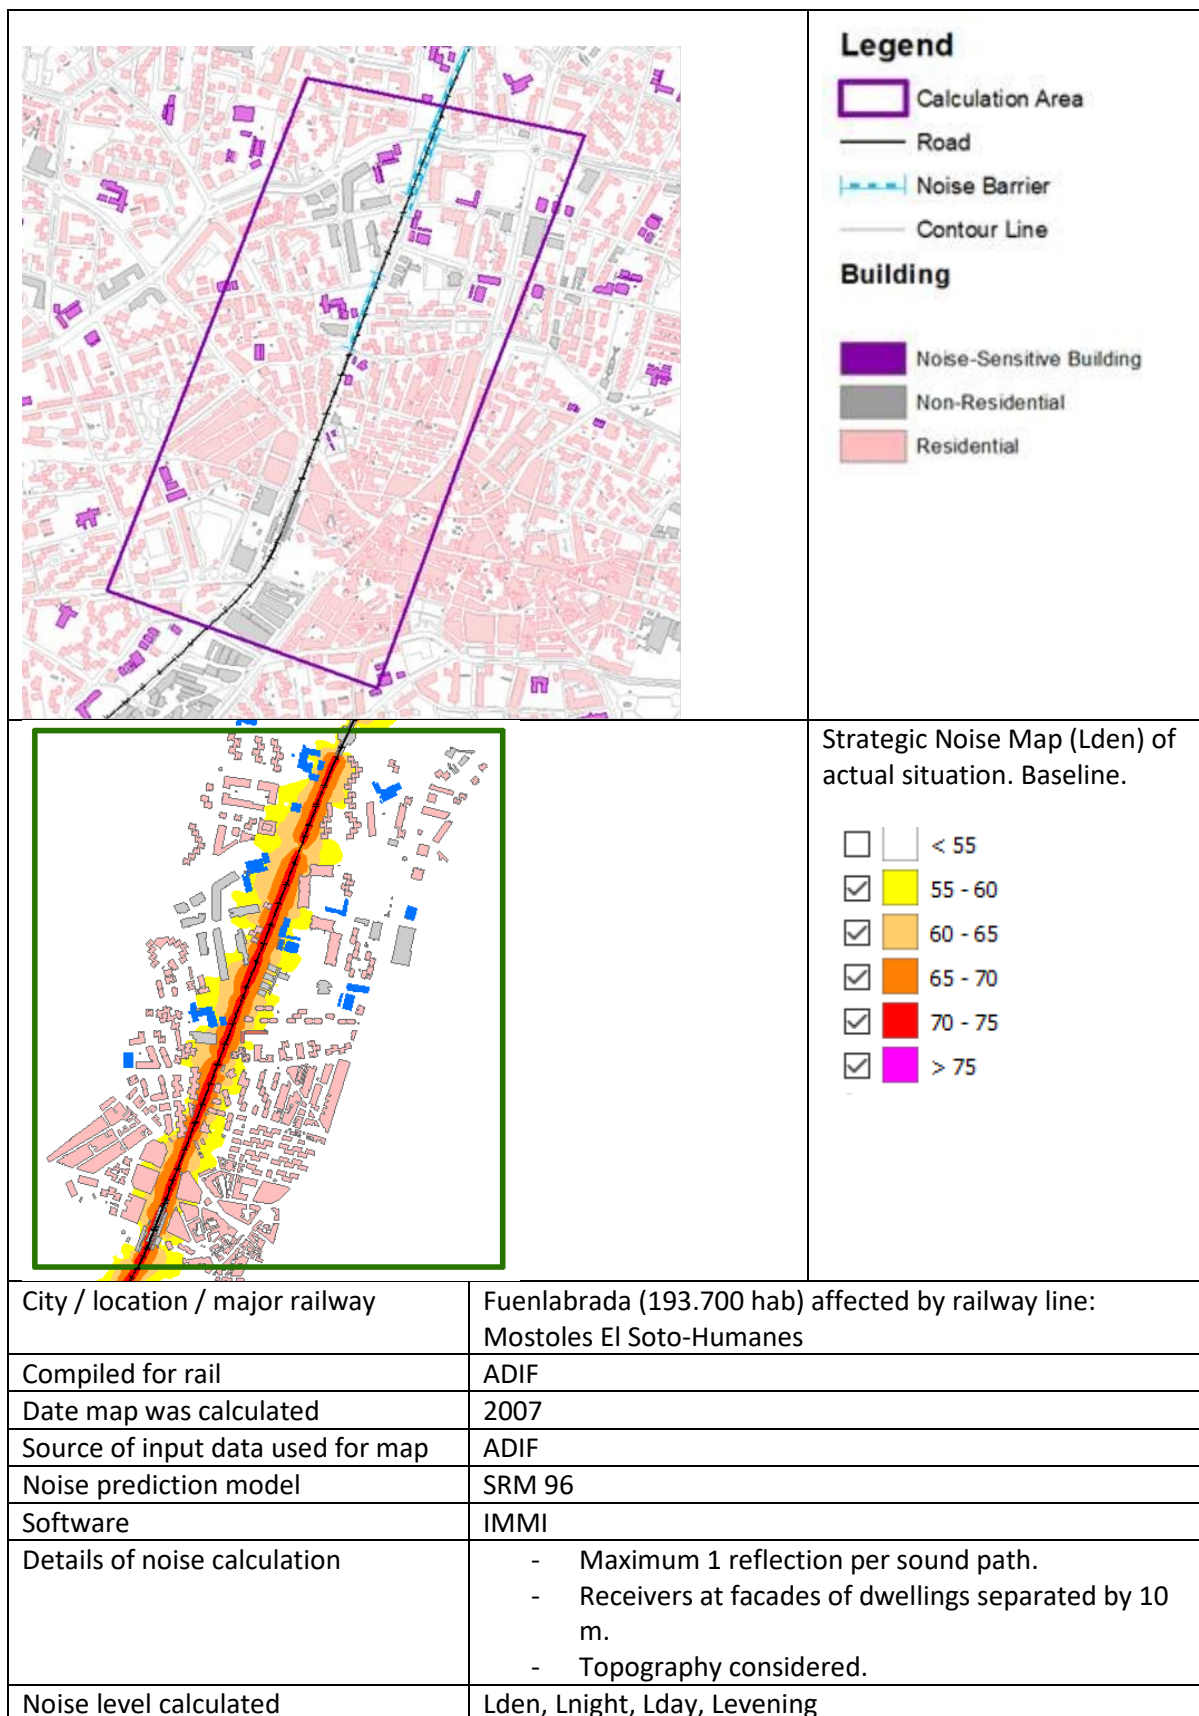 Legend
Calculation Area
Road
Noise Barrier
Contour Line
Building
Noise-Sensitive Building
Non-Residential
Residential
Strategic Noise Map (Lden) of
actual situation. Baseline.
< 55
55 - 60
60 - 65
65 - 70
70 - 75
> 75
City / location / major railway
Fuenlabrada (193.700 hab) affected by railway line:
Mostoles El Soto-Humanes
Compiled for rail
ADIF
Date map was calculated
2007
Source of input data used for map
ADIF
Noise prediction model
SRM 96
Software
IMMI
Details of noise calculation
- Maximum 1 reflection per sound path.
- Receivers at facades of dwellings separated by 10
m.
- Topography considered.
Noise level calculated
Lden, Lnight, Lday, Levening